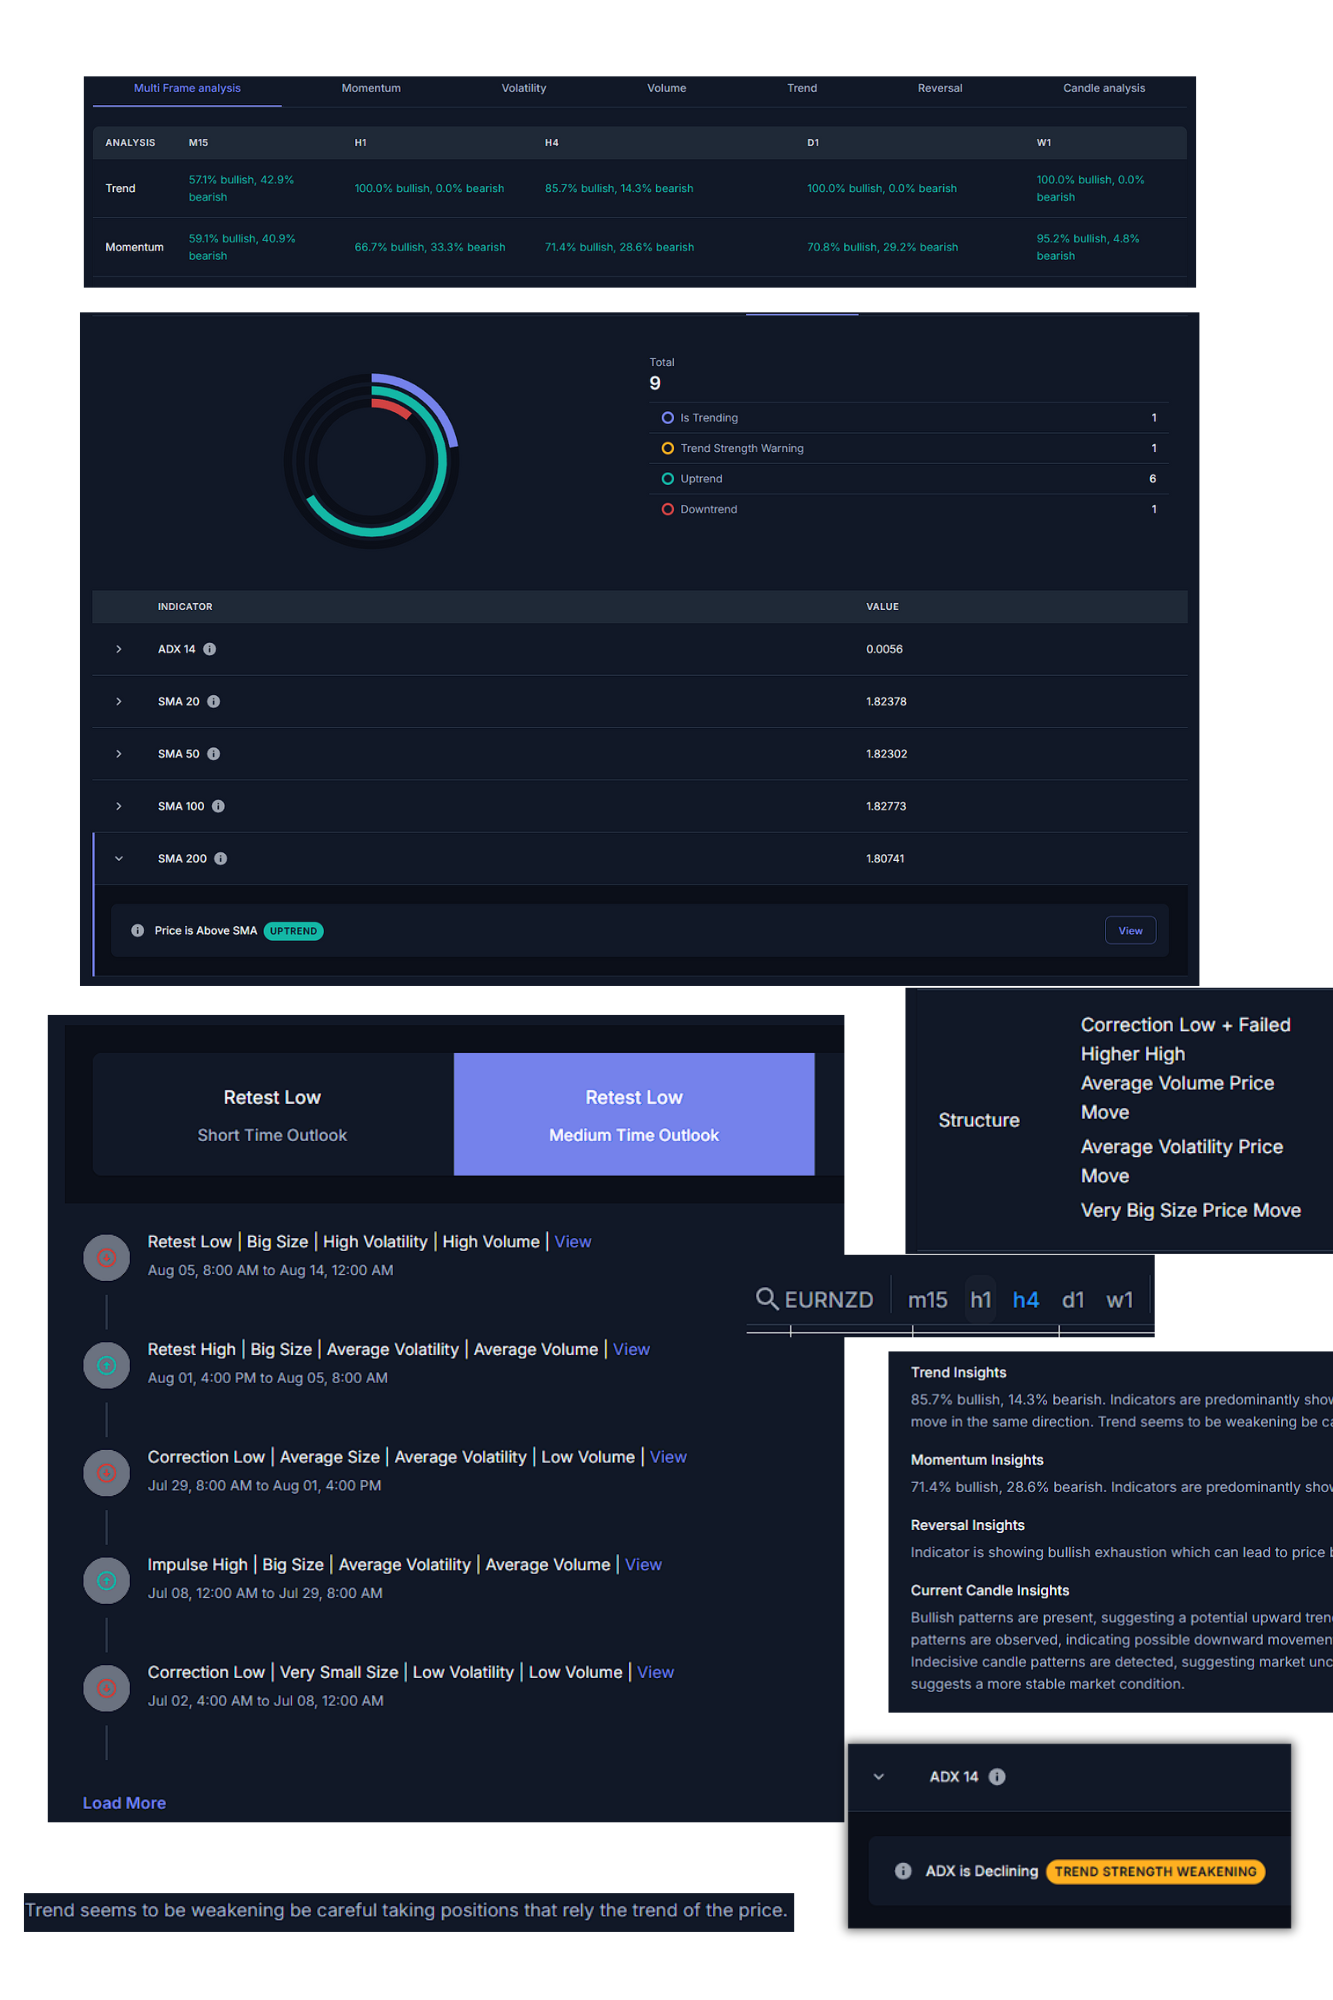 Multi Frame analysis Momentum Volatility Volume Trend Reversal Candle analysis
ANALYSIS M15 H1 H4 D1 W1
Trend 57.1% bullish, 42.9% bearish 100.0% bullish, 0.0% bearish 85.7% bullish, 14.3% bearish 100.0% bullish, 0.0% bearish 100.0% bullish, 0.0% bearish
Momentum 59.1% bullish, 40.9% bearish 66.7% bullish, 33.3% bearish 71.4% bullish, 28.6% bearish 70.8% bullish, 29.2% bearish 95.2% bullish, 4.8% bearish
Total
9
Is Trending 1
Trend Strength Warning 1
Uptrend 6
Downtrend 1
INDICATOR VALUE
ADX 14 0.0056
SMA 20 1.82378
SMA 50 1.82302
SMA 100 1.82773
SMA 200 1.80741
Price is Above SMA UPTREND View
Retest Low
Short Time Outlook
Retest Low
Medium Time Outlook
Retest Low | Big Size | High Volatility | High Volume | View
Aug 05, 8:00 AM to Aug 14, 12:00 AM
Retest High | Big Size | Average Volatility | Average Volume | View
Aug 01, 4:00 PM to Aug 05, 8:00 AM
Correction Low | Average Size | Average Volatility | Low Volume | View
Jul 29, 8:00 AM to Aug 01, 4:00 PM
Impulse High | Big Size | Average Volatility | Average Volume | View
Jul 08, 12:00 AM to Jul 29, 8:00 AM
Correction Low | Very Small Size | Low Volatility | Low Volume | View
Jul 02, 4:00 AM to Jul 08, 12:00 AM
Load More
Structure
Correction Low + Failed
Higher High
Average Volume Price
Move
Average Volatility Price
Move
Very Big Size Price Move
EURNZD m15 h1 h4 d1 w1
Trend Insights
85.7% bullish, 14.3% bearish. Indicators are predominantly
move in the same direction. Trend seems to be weakening be
Momentum Insights
71.4% bullish, 28.6% bearish. Indicators are predominantly
Reversal Insights
Indicator is showing bullish exhaustion which can lead to price
Current Candle Insights
Bullish patterns are present, suggesting a potential upward
patterns are observed, indicating possible downward
Indecisive candle patterns are detected, suggesting market
suggests a more stable market condition.
ADX 14
ADX is Declining TREND STRENGTH WEAKENING
Trend seems to be weakening be careful taking positions that rely the trend of the price.